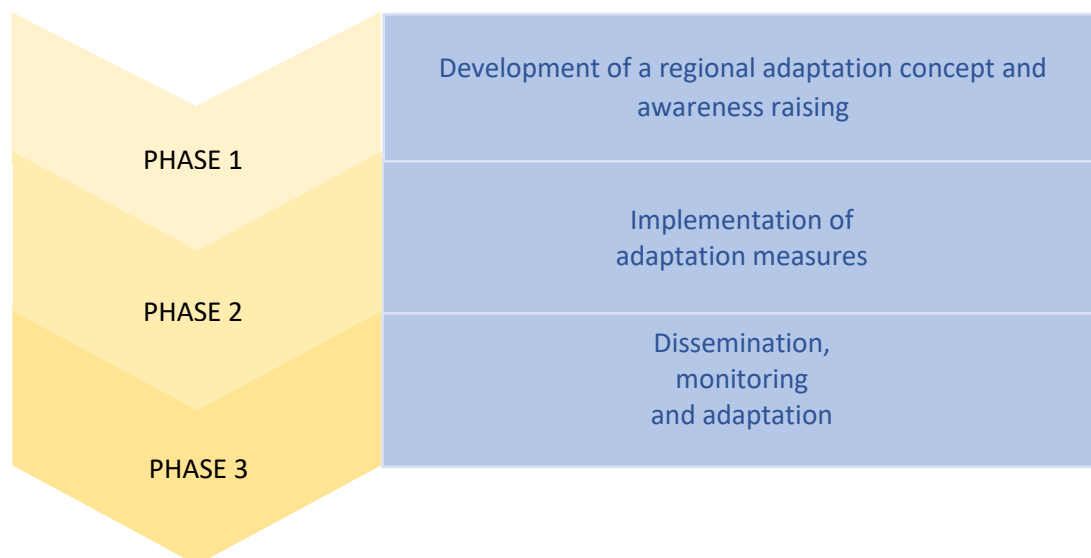 Development of a regional adaptation concept and
awareness raising
PHASE 1
Implementation of
adaptation measures
PHASE 2
Dissemination,
monitoring
and adaptation
PHASE 3